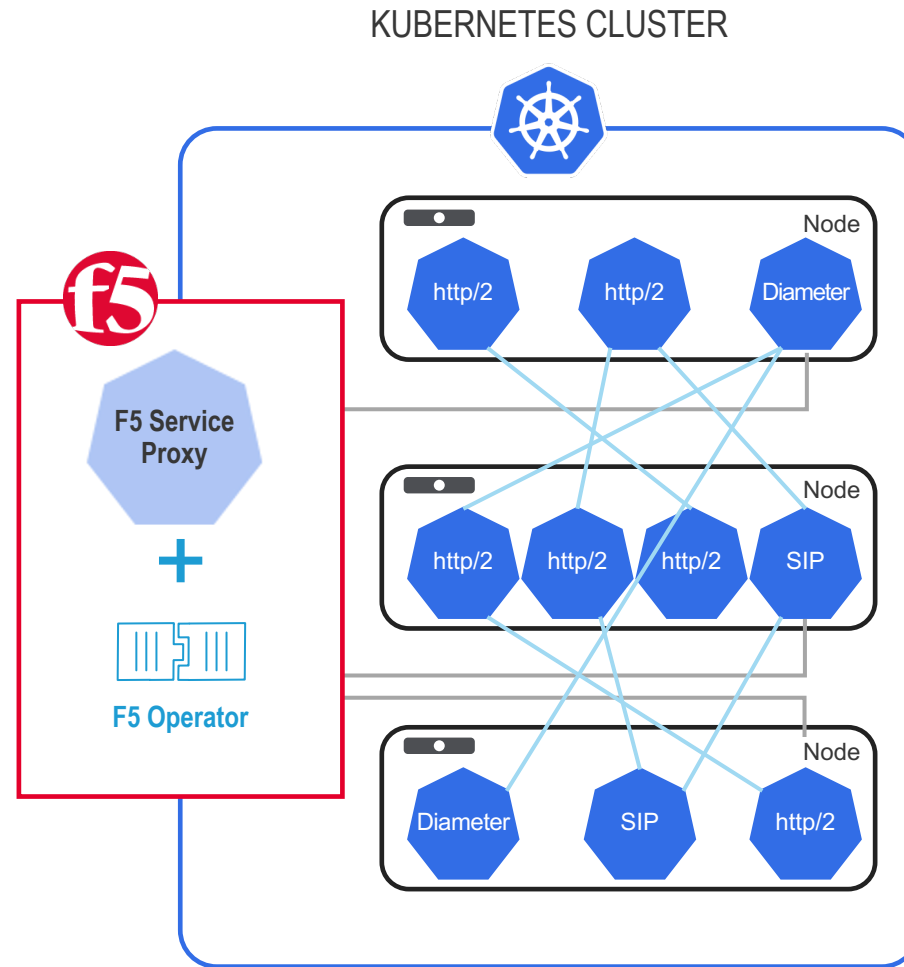 KUBERNETES CLUSTER
f5
F5 Service
Proxy
F5 Operator
Node
http/2
http/2
Diameter
Node
http/2
http/2
http/2
SIP
Node
Diameter
SIP
http/2